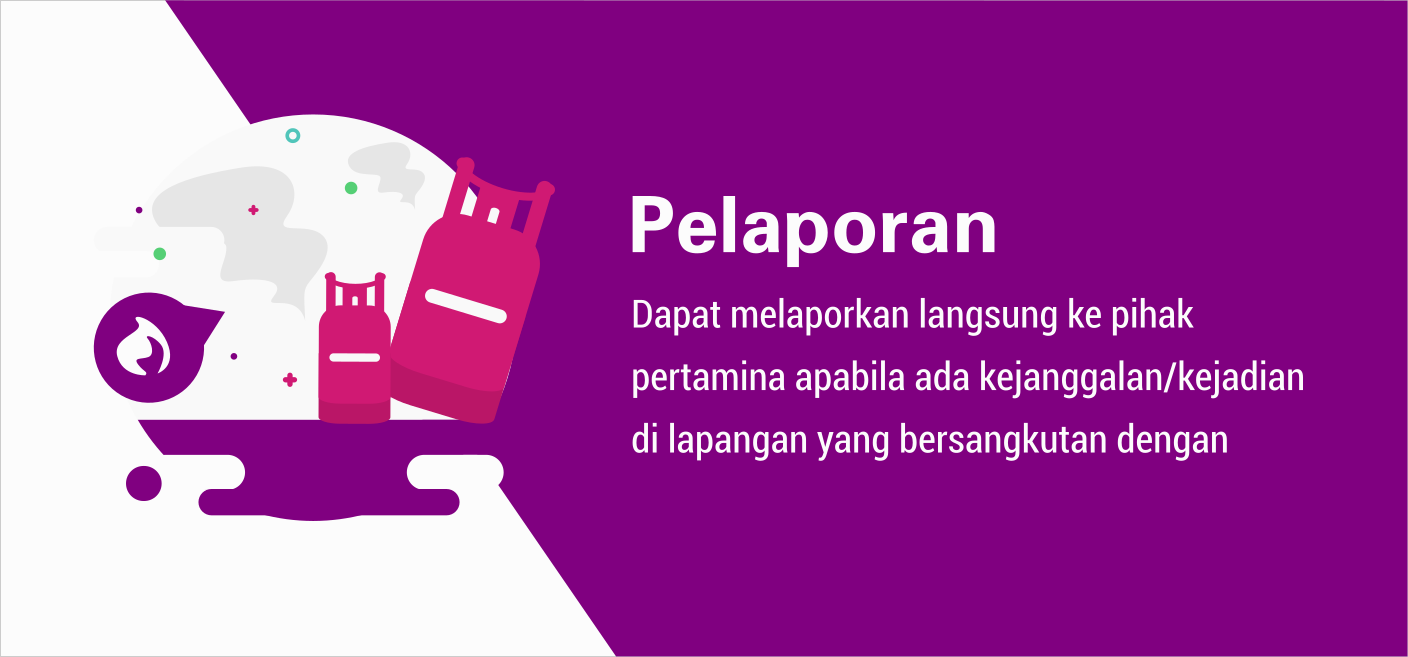 Pelaporan
Dapat melaporkan langsung ke pihak
pertamina apabila ada kejanggalan/kejadian
di lapangan yang bersangkutan dengan